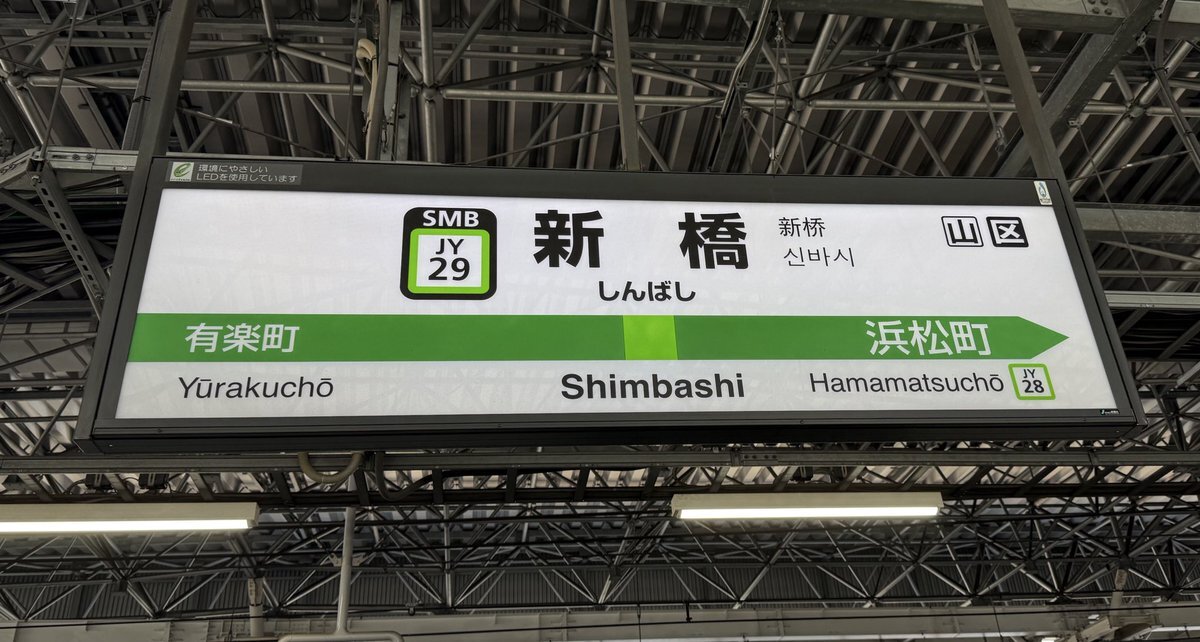 環境にやさしい
LEDを使用しています
SMB
JY
29
新橋
新桥
신바시
しんばし
山 区
有楽町
浜松町
Yūrakuchō
Shimbashi
Hamamatsuchō
JY
28